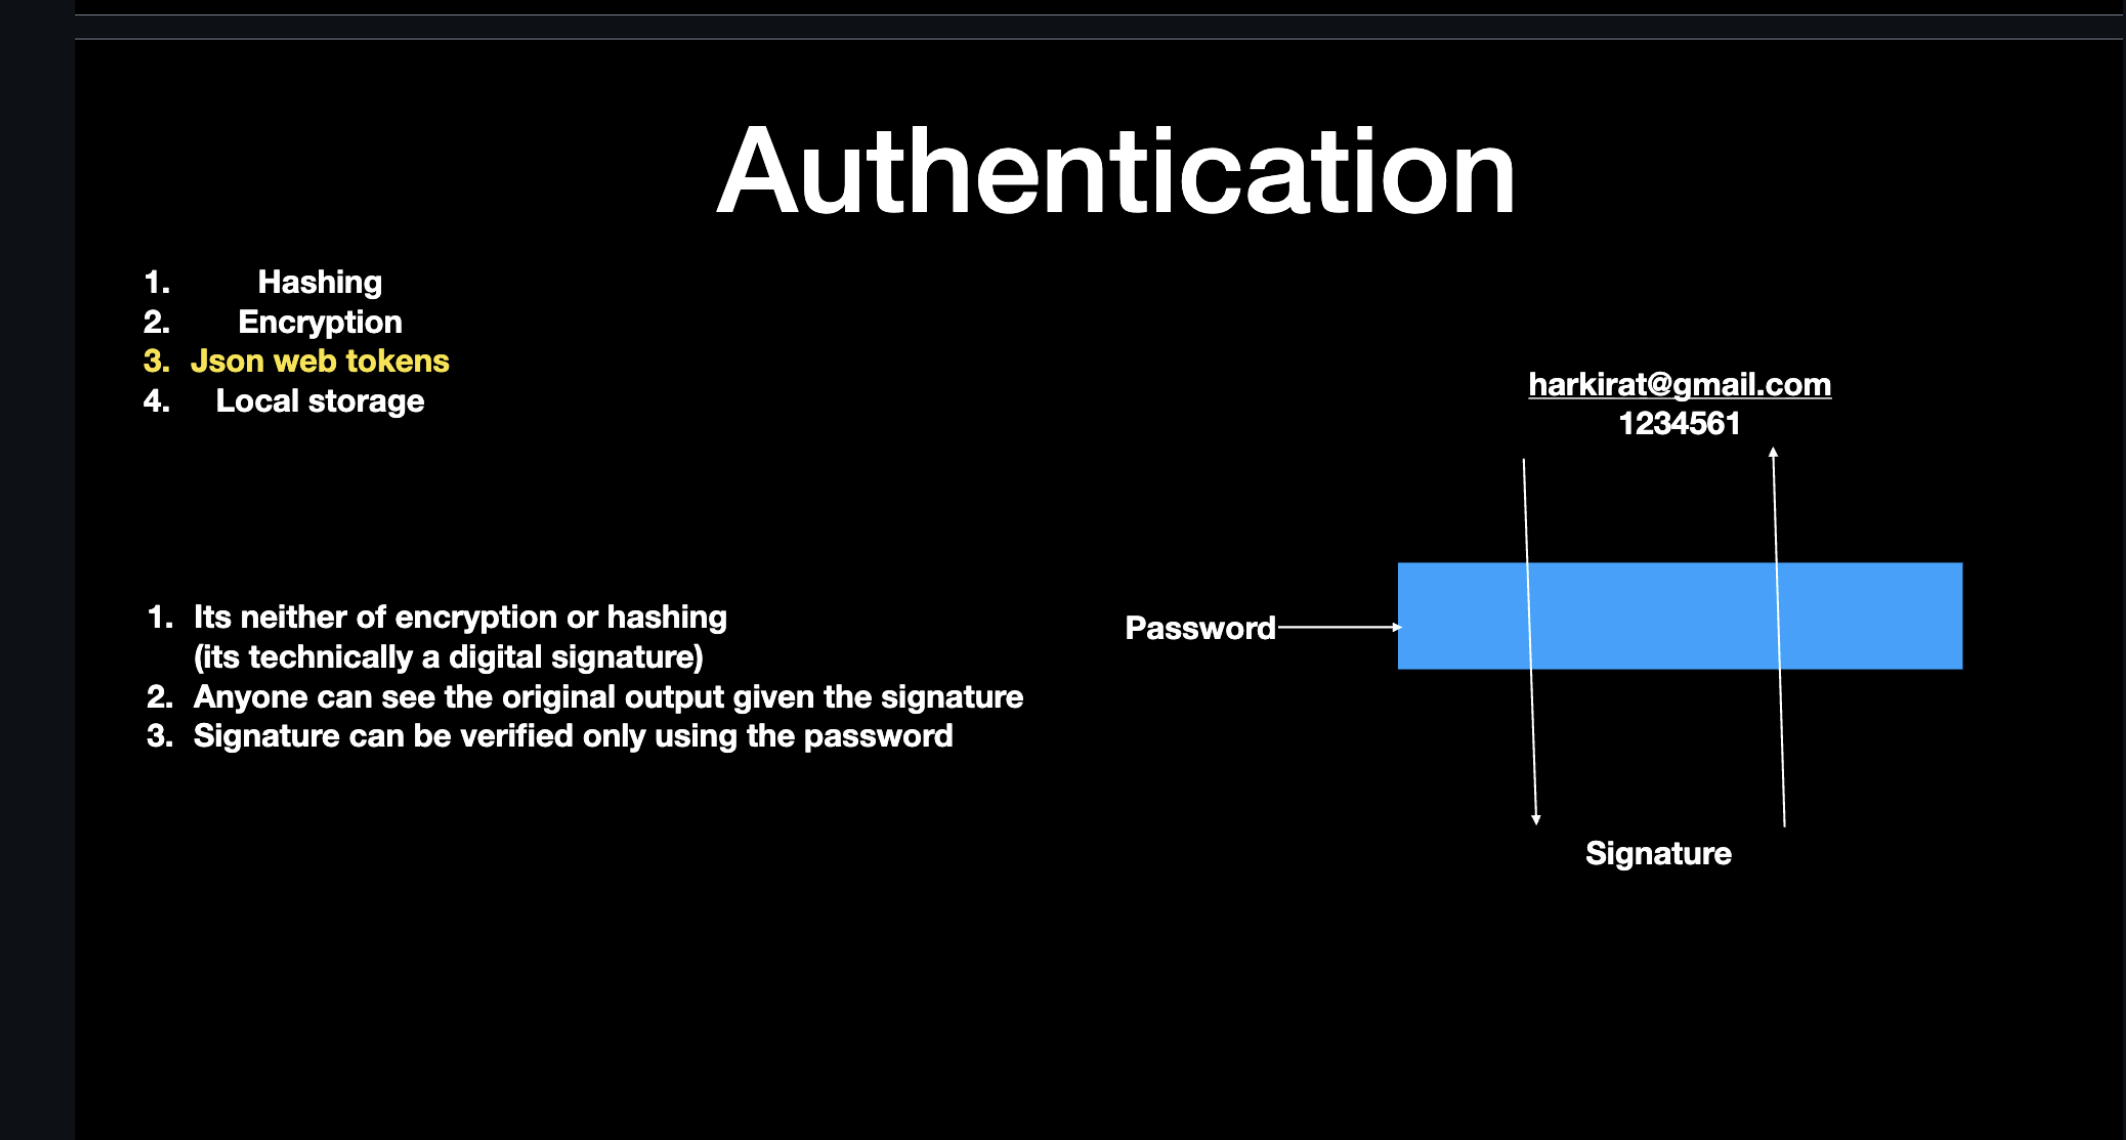 Authentication
1. Hashing
2. Encryption
3. Json web tokens
4. Local storage
harkirat@gmail.com
1234561
1. Its neither of encryption or hashing
(its technically a digital signature)
2. Anyone can see the original output given the signature
3. Signature can be verified only using the password
Password
Signature